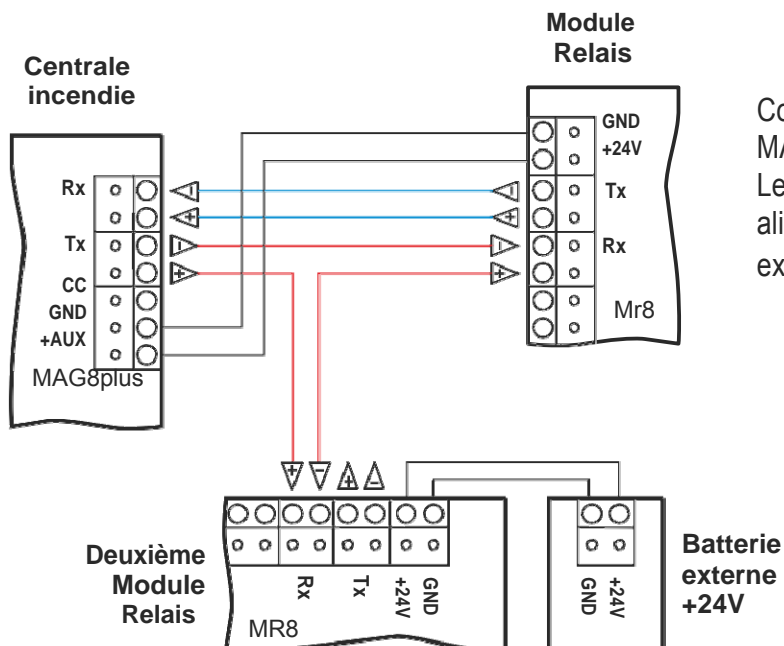 Module
Relais
Centrale
incendie
GND
+24V
Tx
Rx
Mr8
Rx
Tx
CC
GND
+AUX
MAG8plus
Deuxième
Module
Relais
Rx
Tx
+24V
GND
MR8
GND
+24V
Batterie
externe
+24V
Le